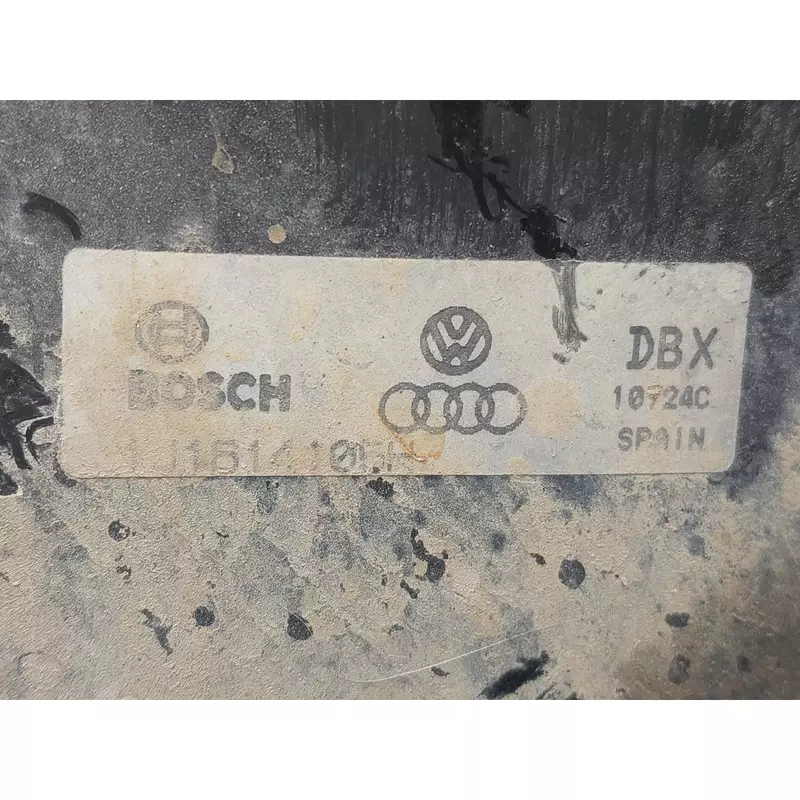 BOSCH
DBX
10724C
SPAIN